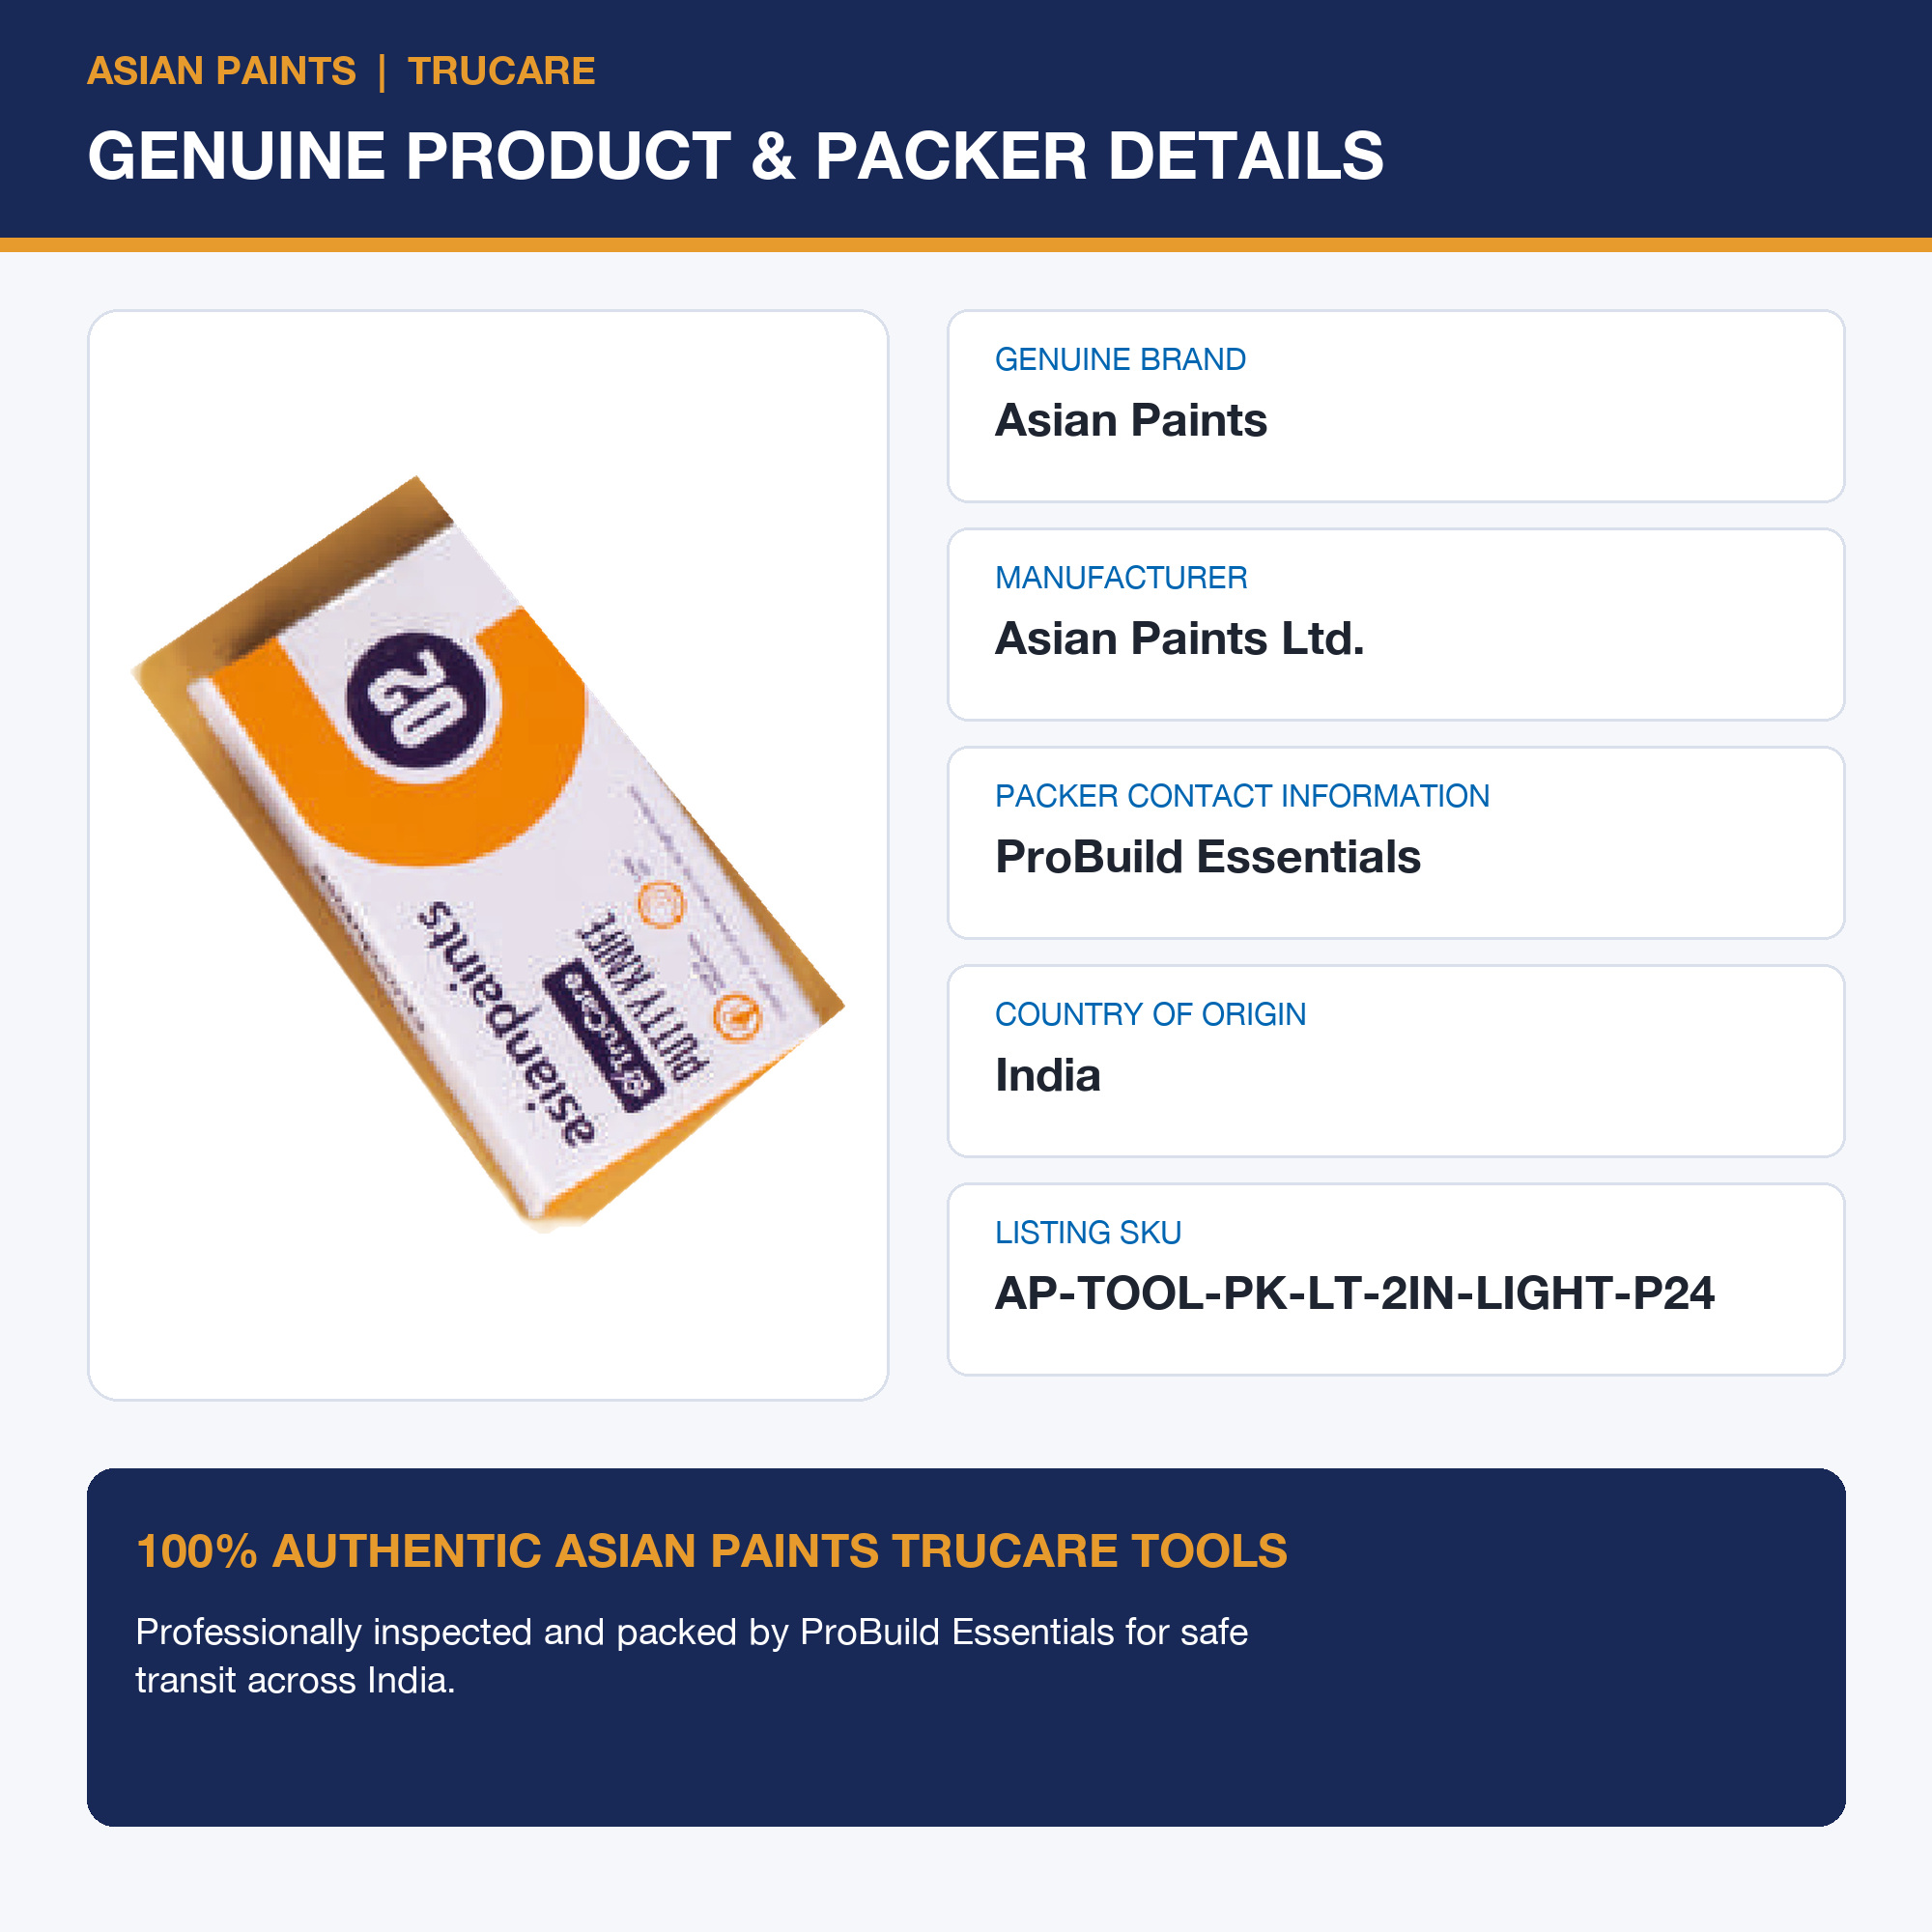 ASIAN PAINTS | TRUCARE
GENUINE PRODUCT & PACKER DETAILS
20
asianpaints
TruCare
PUTTY KNIFE
GENUINE BRAND
Asian Paints
MANUFACTURER
Asian Paints Ltd.
PACKER CONTACT INFORMATION
ProBuild Essentials
COUNTRY OF ORIGIN
India
LISTING SKU
AP-TOOL-PK-LT-2IN-LIGHT-P24
100% AUTHENTIC ASIAN PAINTS TRUCARE TOOLS
Professionally inspected and packed by ProBuild Essentials for safe
transit across India.